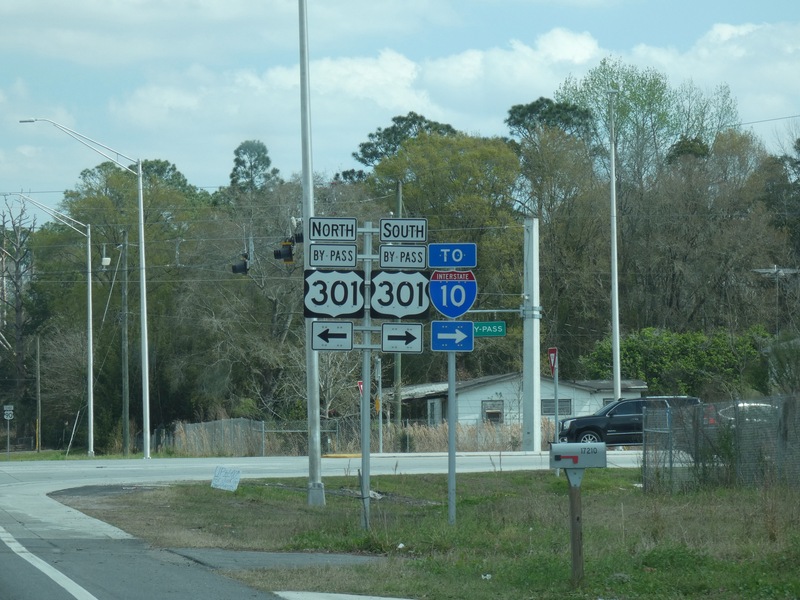 NORTH
SOUTH
BY-PASS
BY-PASS
TO
301
301
INTERSTATE
10
Y-PASS
17210